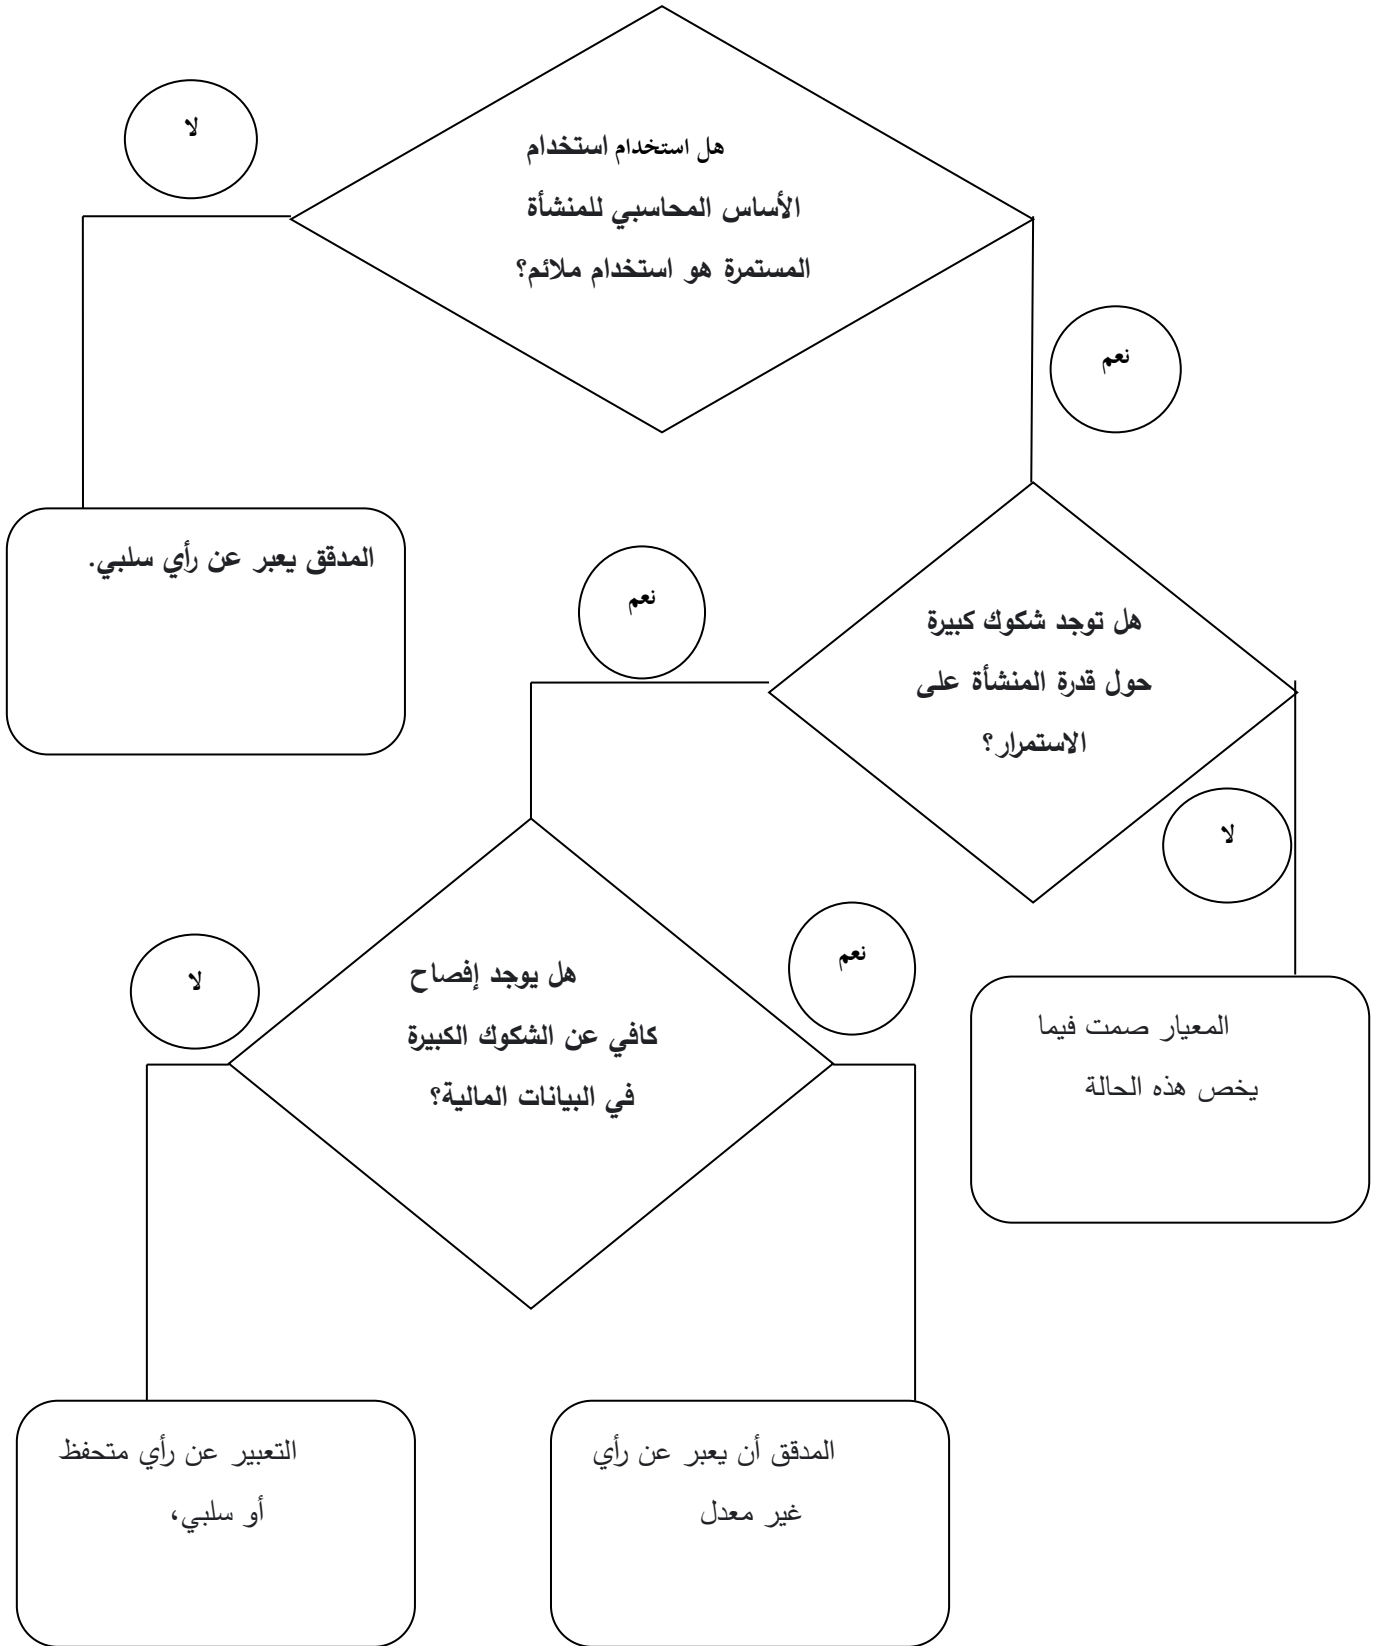 لا
هل استخدام استخدام
الأساس المحاسبي للمنشأة
المستمرة هو استخدام ملائم؟
نعم
المدقق يعبر عن رأي سلبي.
نعم
هل توجد شكوك كبيرة
حول قدرة المنشأة على
الاستمرار؟
لا
هل يوجد إفصاح
كافي عن الشكوك الكبيرة
في البيانات المالية؟
نعم
لا
المعيار صمت فيما
يخص هذه الحالة
التعبير عن رأي متحفظ
أو سلبي،
المدقق أن يعبر عن رأي
غير معدل